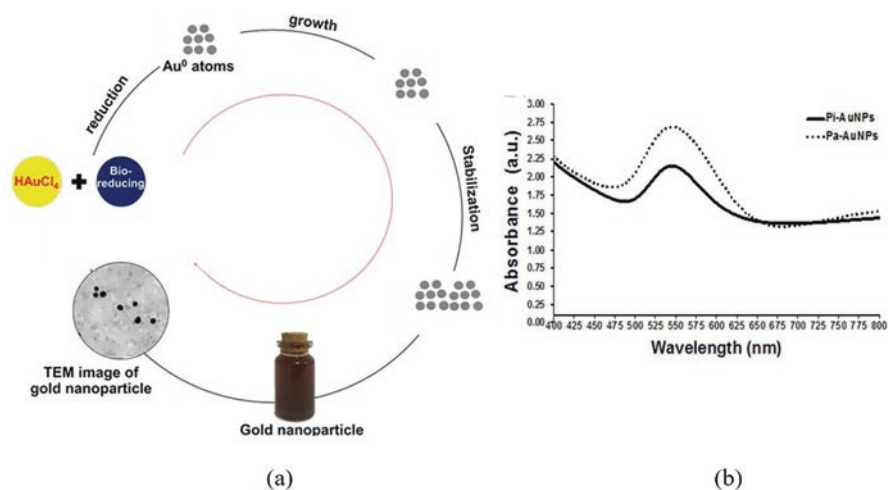 growth
Au⁰ atoms
reduction
HAuCl₄
+
Bio-
reducing
Stabilization
TEM image of
gold nanoparticle
Gold nanoparticle
(a)
Absorbance (a.u.)
3.00
2.75
2.50
2.25
2.00
1.75
1.50
1.25
1.00
0.75
0.50
0.25
0.00
Pi-AuNPs
Pa-AuNPs
400 425 450 475 500 525 550 575 600 625 650 675 700 725 750 775 800
Wavelength (nm)
(b)